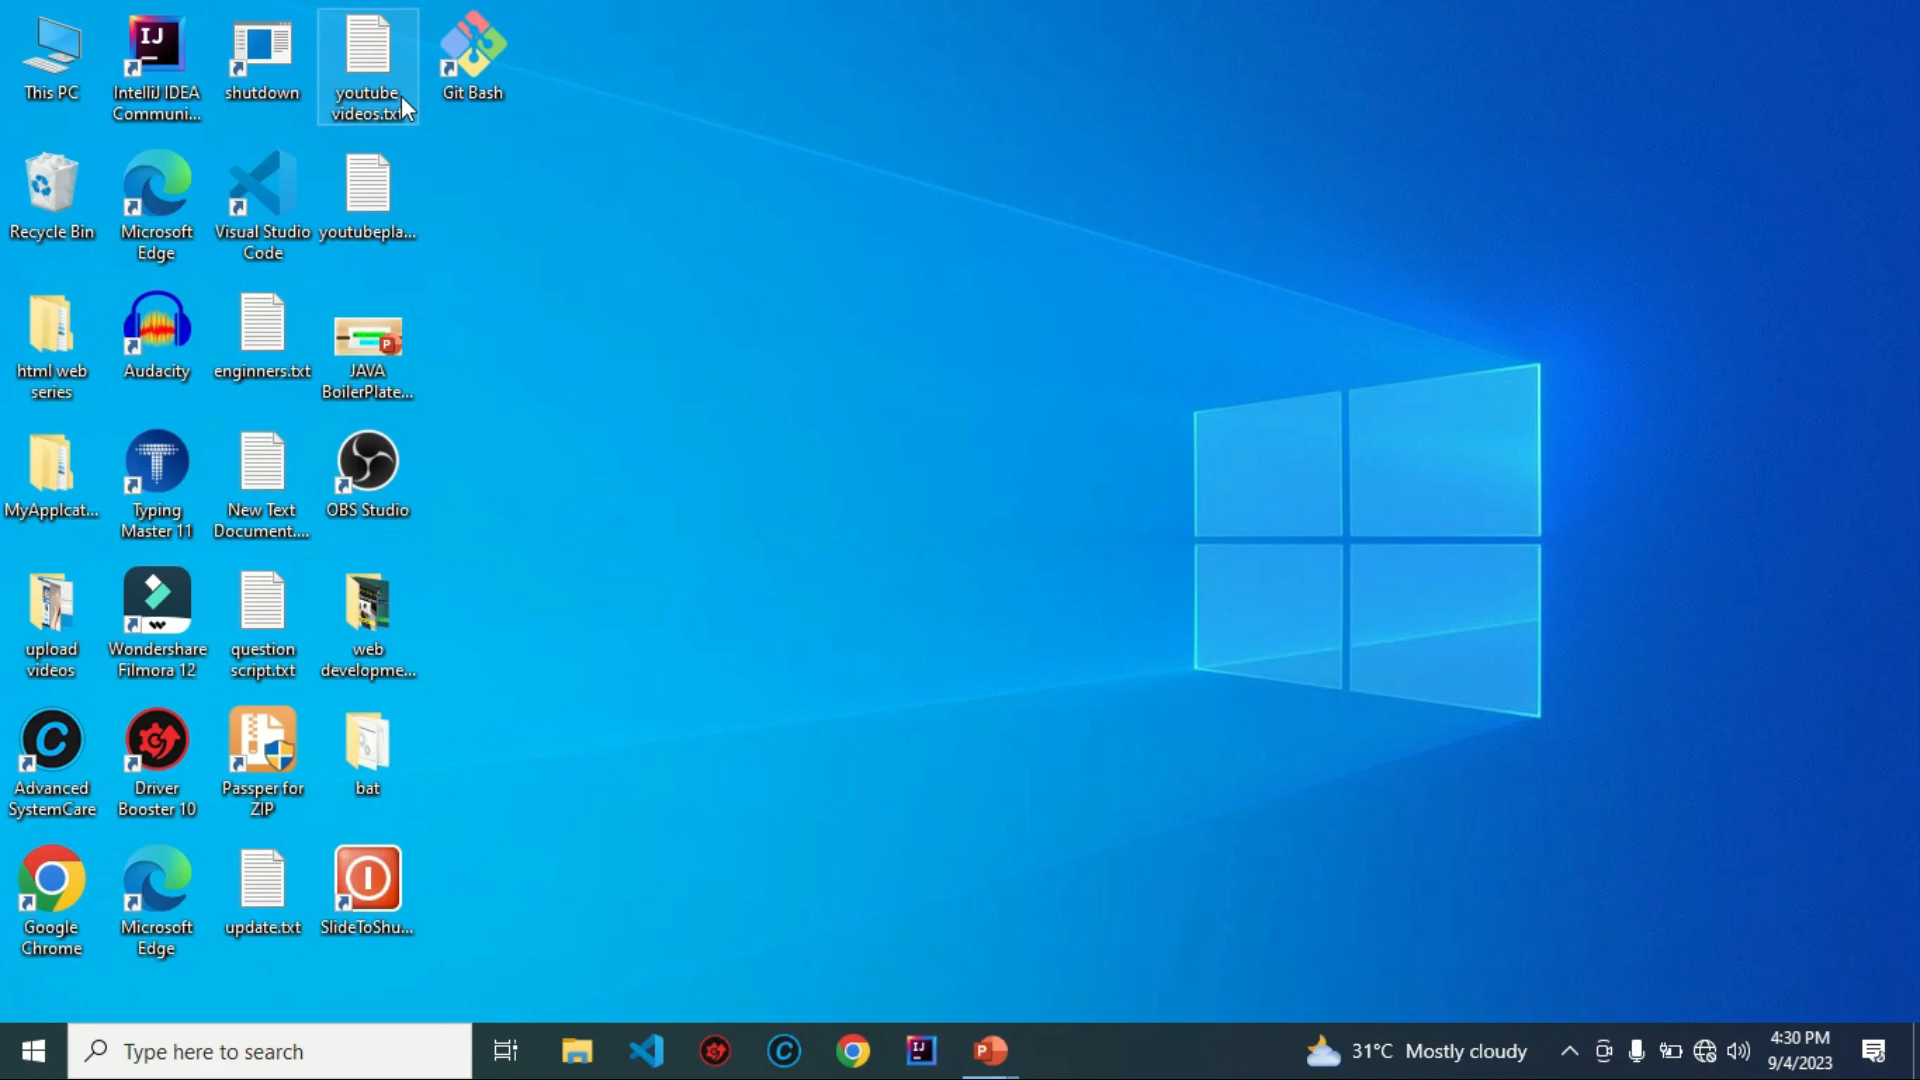 This PC
IntelliJ IDEA
Communi...
shutdown
youtube
videos.txt
Git Bash
Recycle Bin
Microsoft
Edge
Visual Studio
Code
youtubepla...
html web
series
Audacity
enginners.txt
JAVA
BoilerPlate...
MyApplcat...
Typing
Master 11
New Text
Document....
OBS Studio
upload
videos
Wondershare
Filmora 12
question
script.txt
web
developme...
Advanced
SystemCare
Driver
Booster 10
Passper for
ZIP
bat
Google
Chrome
Microsoft
Edge
update.txt
SlideToShu...
Type here to search
31°C Mostly cloudy
4:30 PM
9/4/2023